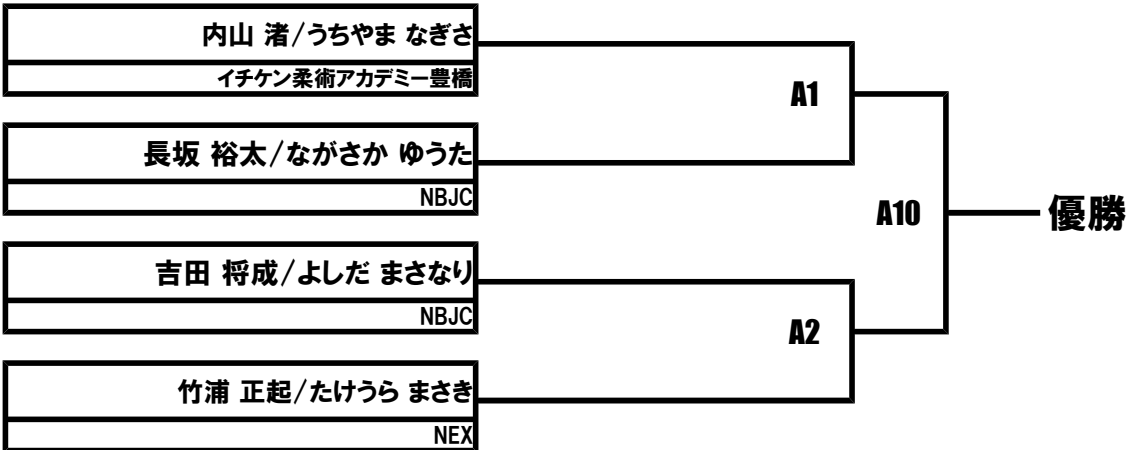 内山 渚/うちやま なぎさ
イチケン柔術アカデミー豊橋
A1
長坂 裕太/ながさか ゆうた
NBJC
A10
優勝
吉田 将成/よしだ まさなり
NBJC
A2
竹浦 正起/たけうら まさき
NEX